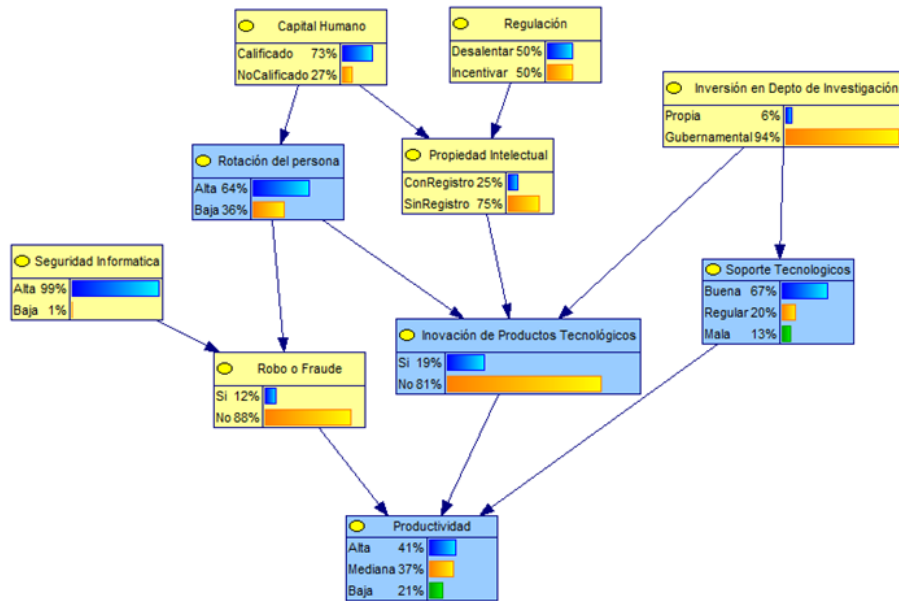 Capital Humano
Calificado 73%
NoCalificado 27%
Regulación
Desalentar 50%
Incentivar 50%
Inversión en Depto de Investigación
Propia 6%
Gubernamental 94%
Rotación del persona
Alta 64%
Baja 36%
Propiedad Intelectual
ConRegistro 25%
SinRegistro 75%
Seguridad Informatica
Alta 99%
Baja 1%
Soporte Tecnologicos
Buena 67%
Regular 20%
Mala 13%
Inovación de Productos Tecnológicos
Si 19%
No 81%
Robo o Fraude
Si 12%
No 88%
Productividad
Alta 41%
Mediana 37%
Baja 21%